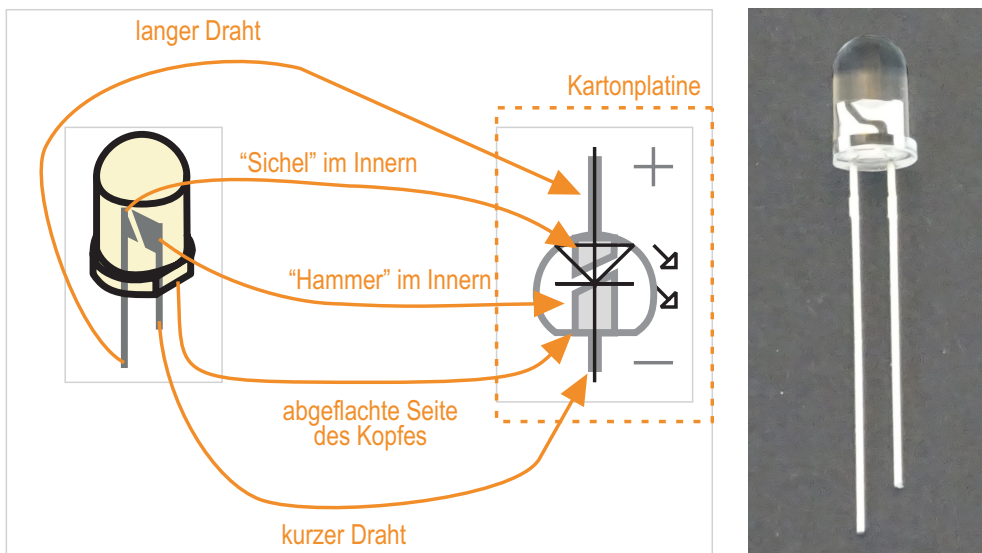 langer Draht
Kartonplatine
“Sichel” im Innern
“Hammer” im Innern
abgeflachte Seite
des Kopfes
kurzer Draht